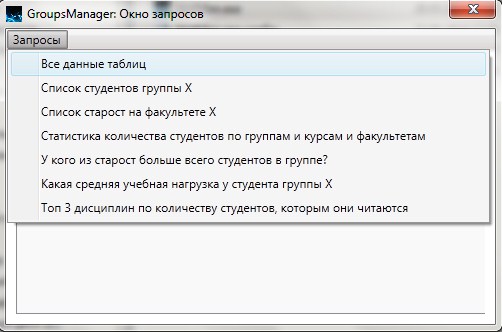 GroupsManager: Окно запросов
Запросы
Все данные таблиц
Список студентов группы X
Список старост на факультете X
Статистика количества студентов по группам и курсам и факультетам
У кого из старост больше всего студентов в группе?
Какая средняя учебная нагрузка у студента группы X
Топ 3 дисциплин по количеству студентов, которым они читаются